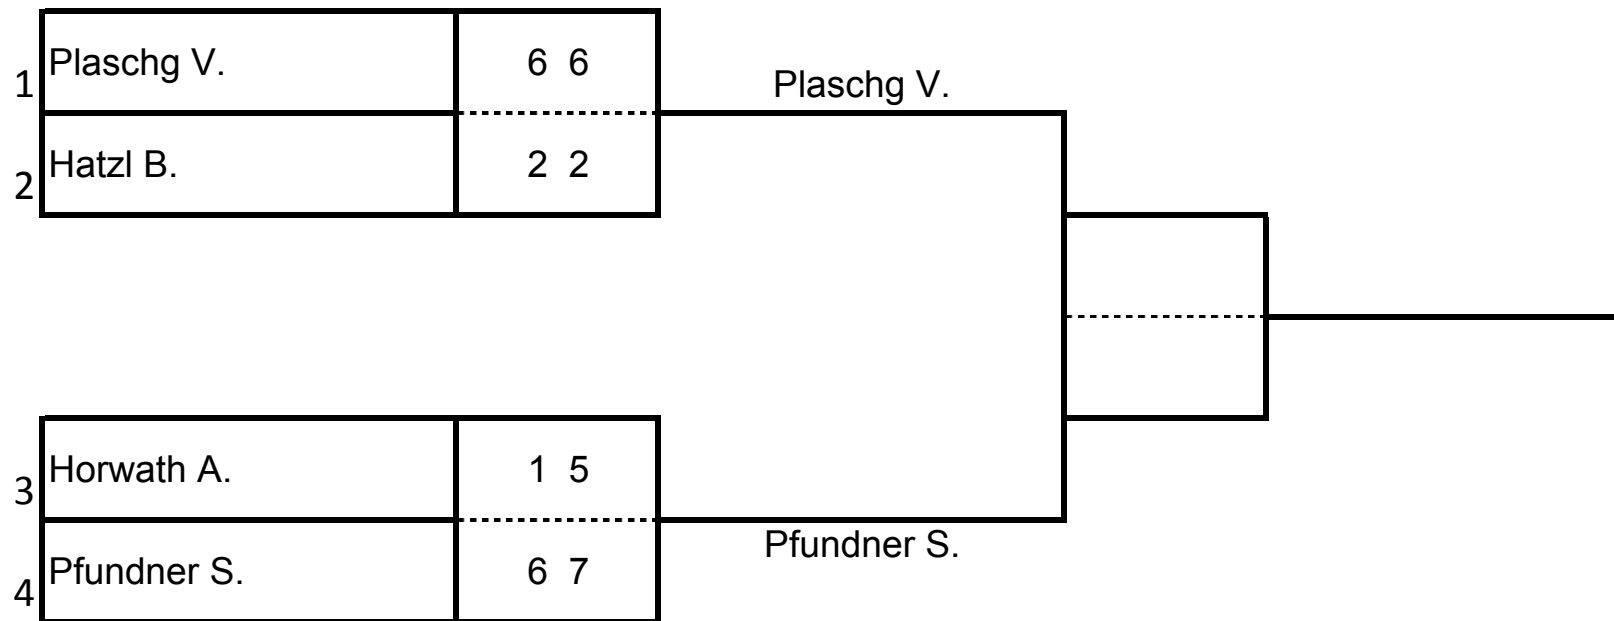 1 Plaschg V. 6 6
Plaschg V.
2 Hatzl B. 2 2
3 Horwath A. 1 5
Pfundner S.
4 Pfundner S. 6 7